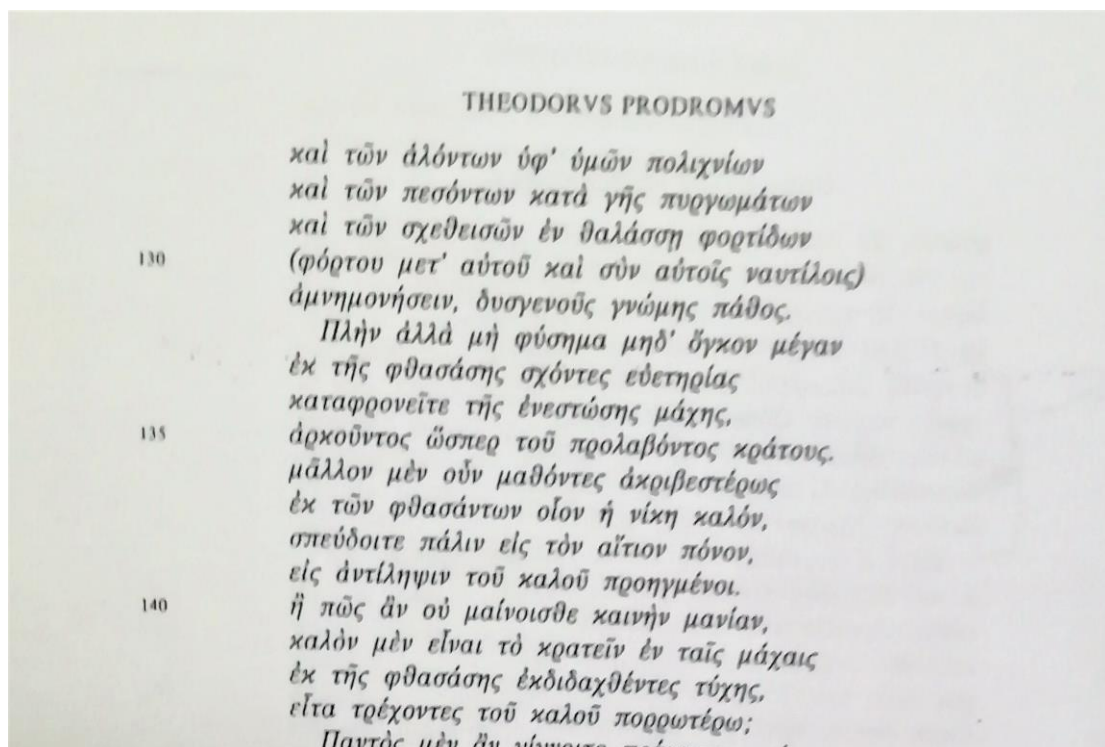 THEODORVS PRODROMVS
καὶ τῶν ἁλόντων ὑφ' ὑμῶν πολιχνίων
καὶ τῶν πεσόντων κατὰ γῆς πυργωμάτων
καὶ τῶν σχεθεισῶν ἐν θαλάσσῃ φορτίδων
130 (φόρτου μετ' αὐτοῦ καὶ σὺν αὐτοῖς ναυτίλοις)
ἀμνημονήσειν, δυσγενοῦς γνώμης πάθος.
Πλὴν ἀλλὰ μὴ φύσημα μηδ' ὄγκον μέγαν
ἐκ τῆς φθασάσης σχόντες εὐετηρίας
καταφρονεῖτε τῆς ἐνεστώσης μάχης,
135 ἀρκοῦντος ὥσπερ τοῦ προλαβόντος κράτους.
μᾶλλον μὲν οὖν μαθόντες ἀκριβεστέρως
ἐκ τῶν φθασάντων οἷον ἡ νίκη καλόν,
σπεύδοιτε πάλιν εἰς τὸν αἴτιον πόνον,
εἰς ἀντίληψιν τοῦ καλοῦ προηγμένοι.
140 ἢ πῶς ἂν οὐ μαίνοισθε καινὴν μανίαν,
καλὸν μὲν εἶναι τὸ κρατεῖν ἐν ταῖς μάχαις
ἐκ τῆς φθασάσης ἐκδιδαχθέντες τύχης,
εἶτα τρέχοντες τοῦ καλοῦ πορρωτέρω;
Παντὸς μὲν ἂν